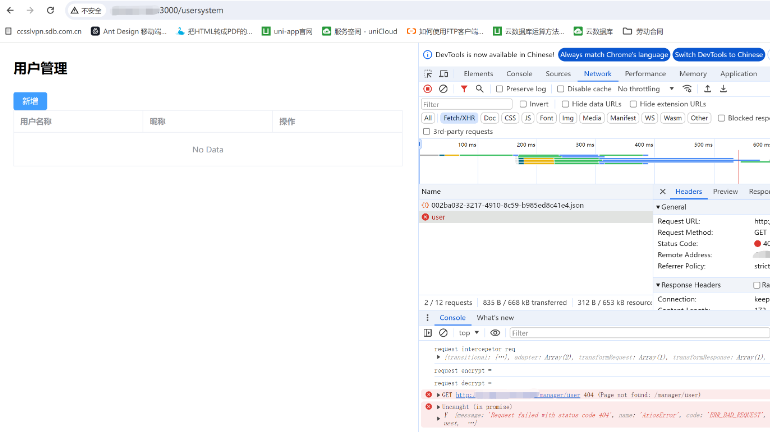 不安全 3000/usersystem
ccsslvpn.sdb.com.cn Ant Design 移动端... 把HTML转成PDF的... uni-app官网 服务空间 - uniCloud 如何使用FTP客户端... 云数据库运算方法... 云数据库 劳动合同
用户管理
新增
用户名称 昵称 操作
No Data
DevTools is now available in Chinese! Always match Chrome's language Switch DevTools to Chinese
Elements Console Sources Network Performance Memory Application
Preserve log Disable cache No throttling
Filter Invert Hide data URLs Hide extension URLs
All Fetch/XHR Doc CSS JS Font Img Media Manifest WS Wasm Other Blocked respo
3rd-party requests
100 ms 200 ms 300 ms 400 ms 500 ms 600 ms
Name
002ba032-3217-4910-8c59-b985ed8c41e4.json
user
2 / 12 requests 835 B / 668 kB transferred 312 B / 653 kB resource
Headers Preview Respon
General
Request URL: http:
Request Method: GET
Status Code: 40
Remote Address:
Referrer Policy: strict
Response Headers Ra
Connection: keep
Content-Length:
Console What's new
top Filter
request intercepetor req
{transitional: {…}, adapter: Array(2), transformRequest: Array(1), transformResponse: Array(1),
request encrypt =
request decrypt =
GET http: /manager/user 404 (Page not found: /manager/user)
Uncaught (in promise)
{message: 'Request failed with status code 404', name: 'AxiosError', code: 'ERR_BAD_REQUEST',